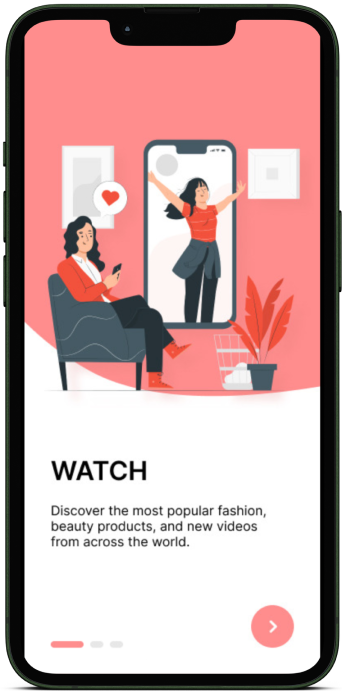 WATCH
Discover the most popular fashion,
beauty products, and new videos
from across the world.